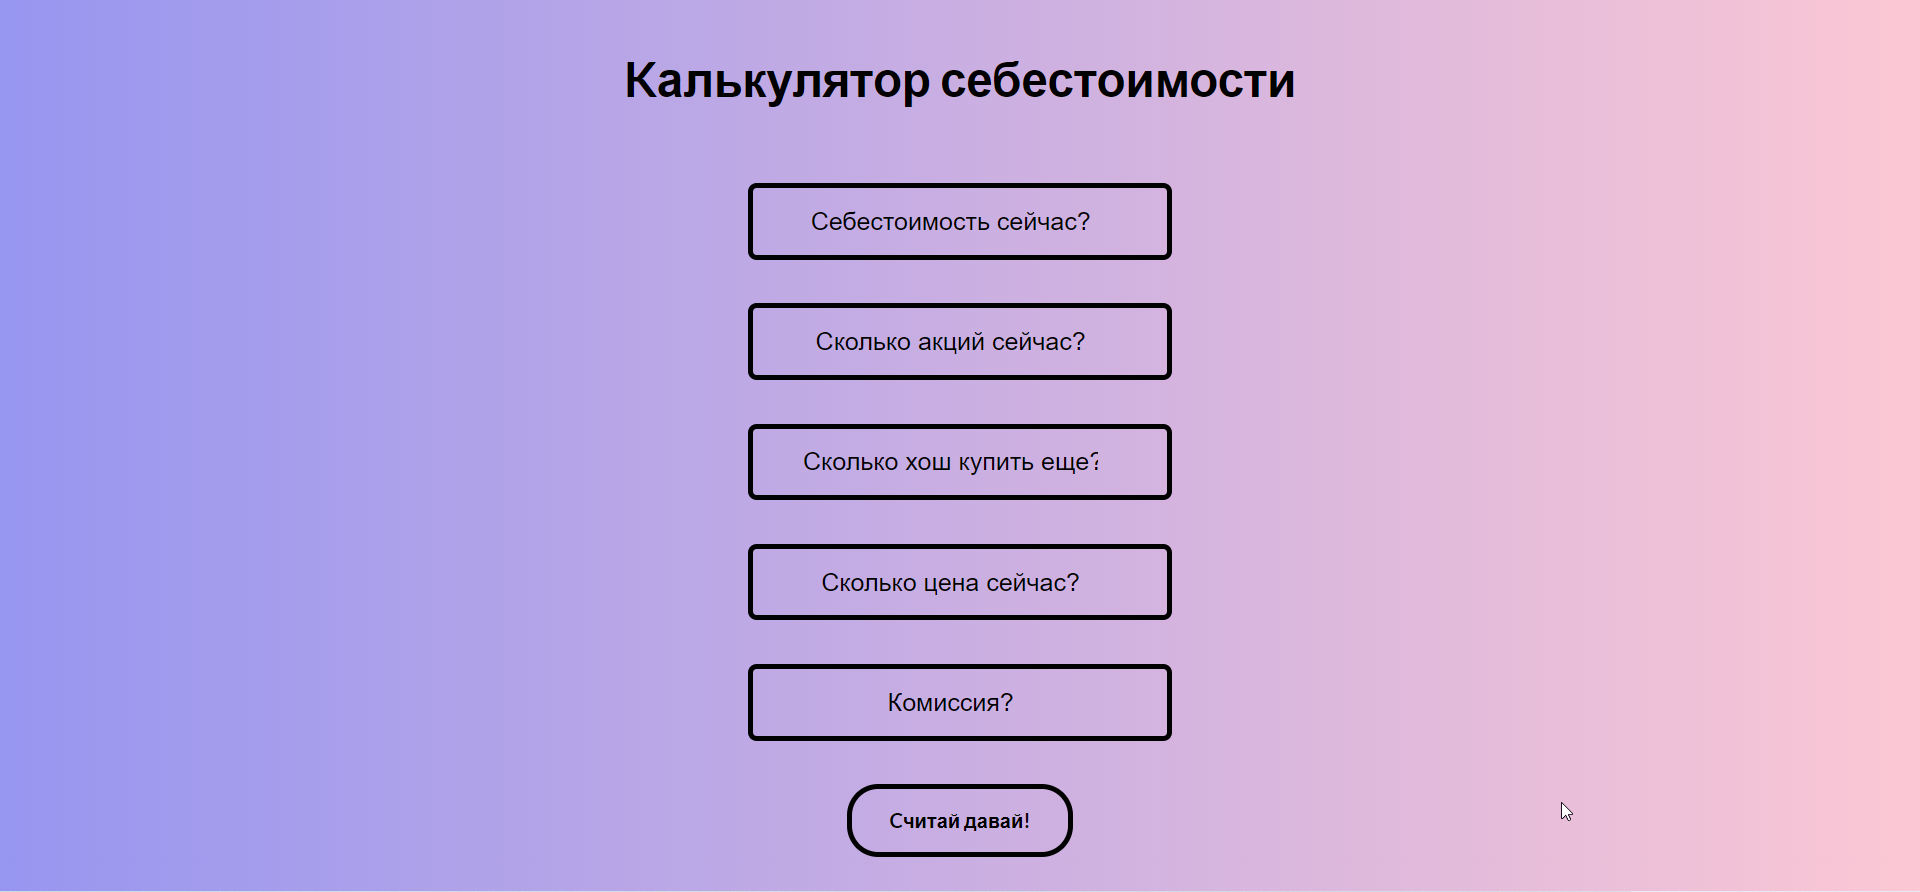 Калькулятор себестоимости
Себестоимость сейчас?
Сколько акций сейчас?
Сколько хош купить еще?
Сколько цена сейчас?
Комиссия?
Считай давай!